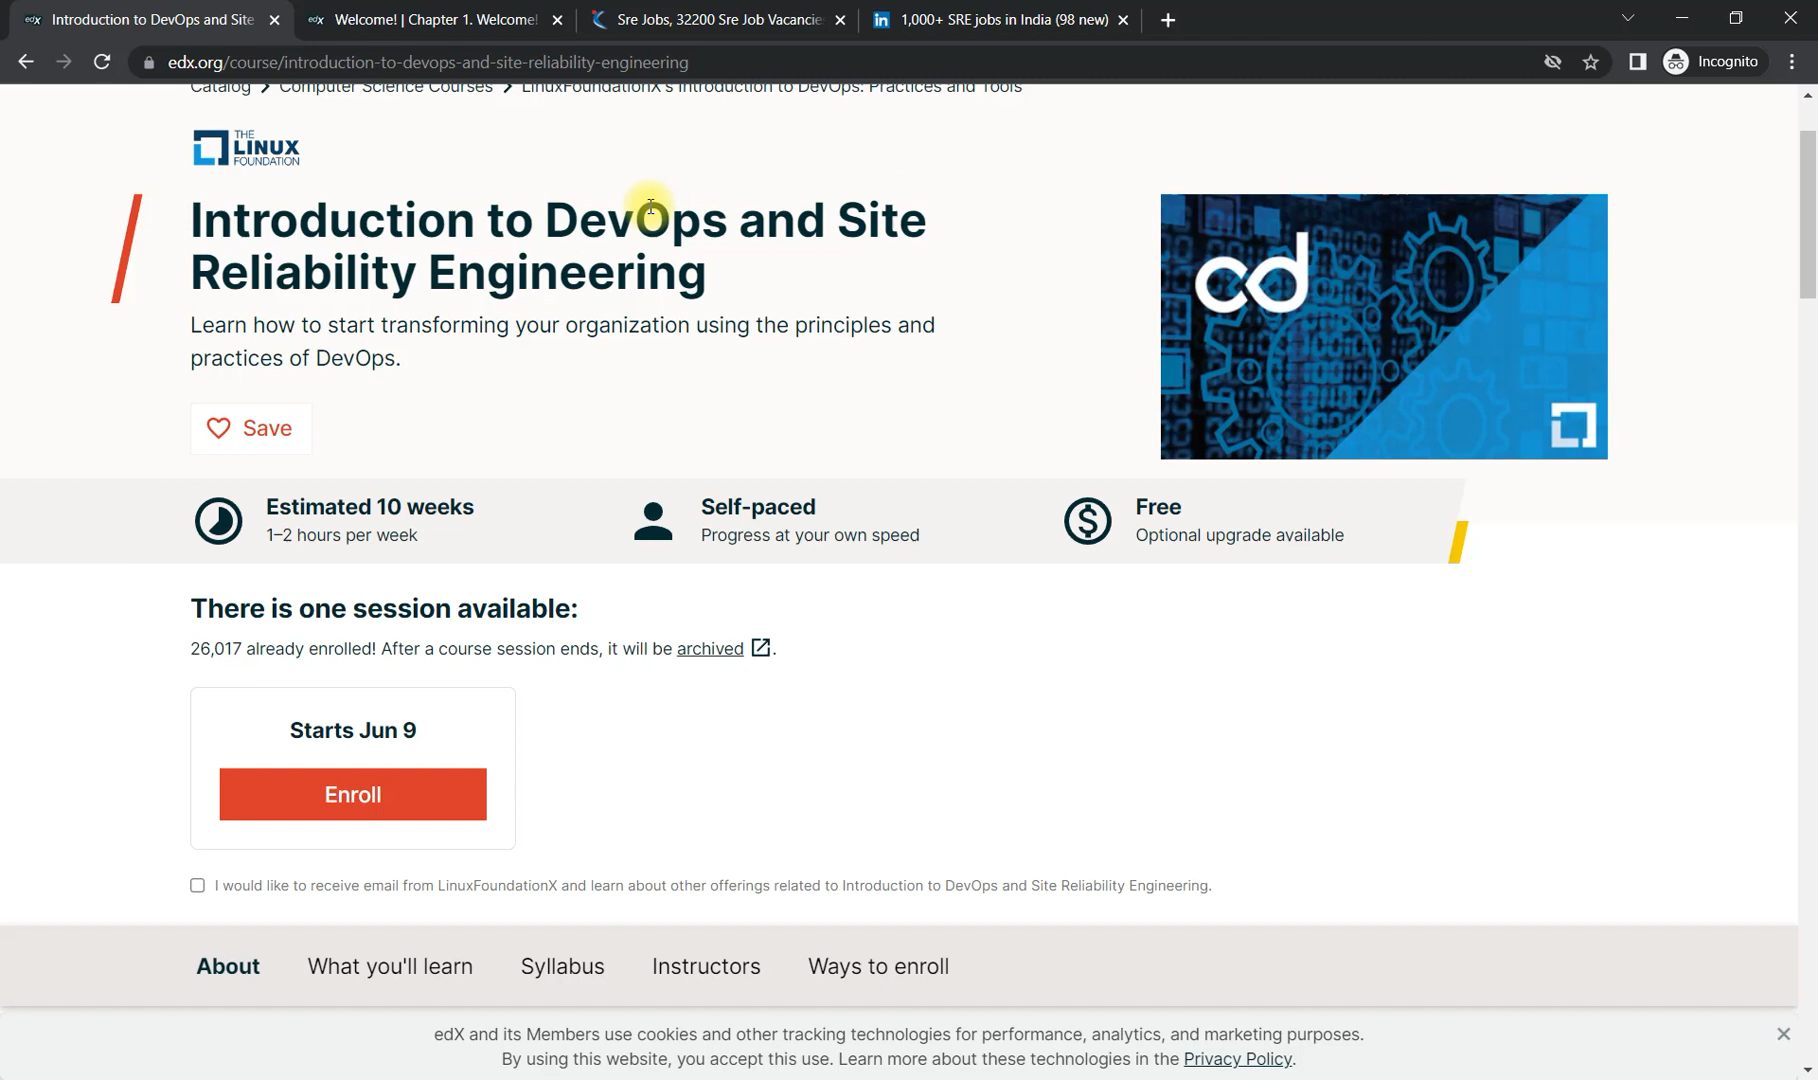 Introduction to DevOps and Site
Welcome! | Chapter 1. Welcome!
Sre Jobs, 32200 Sre Job Vacancie
1,000+ SRE jobs in India (98 new)
edx.org/course/introduction-to-devops-and-site-reliability-engineering
Incognito
Catalog > Computer Science Courses > LinuxFoundationX's Introduction to DevOps: Practices and Tools
THE
LINUX
FOUNDATION
Introduction to DevOps and Site
Reliability Engineering
Learn how to start transforming your organization using the principles and
practices of DevOps.
cd
Save
Estimated 10 weeks
1–2 hours per week
Self-paced
Progress at your own speed
Free
Optional upgrade available
There is one session available:
26,017 already enrolled! After a course session ends, it will be archived.
Starts Jun 9
Enroll
I would like to receive email from LinuxFoundationX and learn about other offerings related to Introduction to DevOps and Site Reliability Engineering.
About What you'll learn Syllabus Instructors Ways to enroll
edX and its Members use cookies and other tracking technologies for performance, analytics, and marketing purposes.
By using this website, you accept this use. Learn more about these technologies in the Privacy Policy.